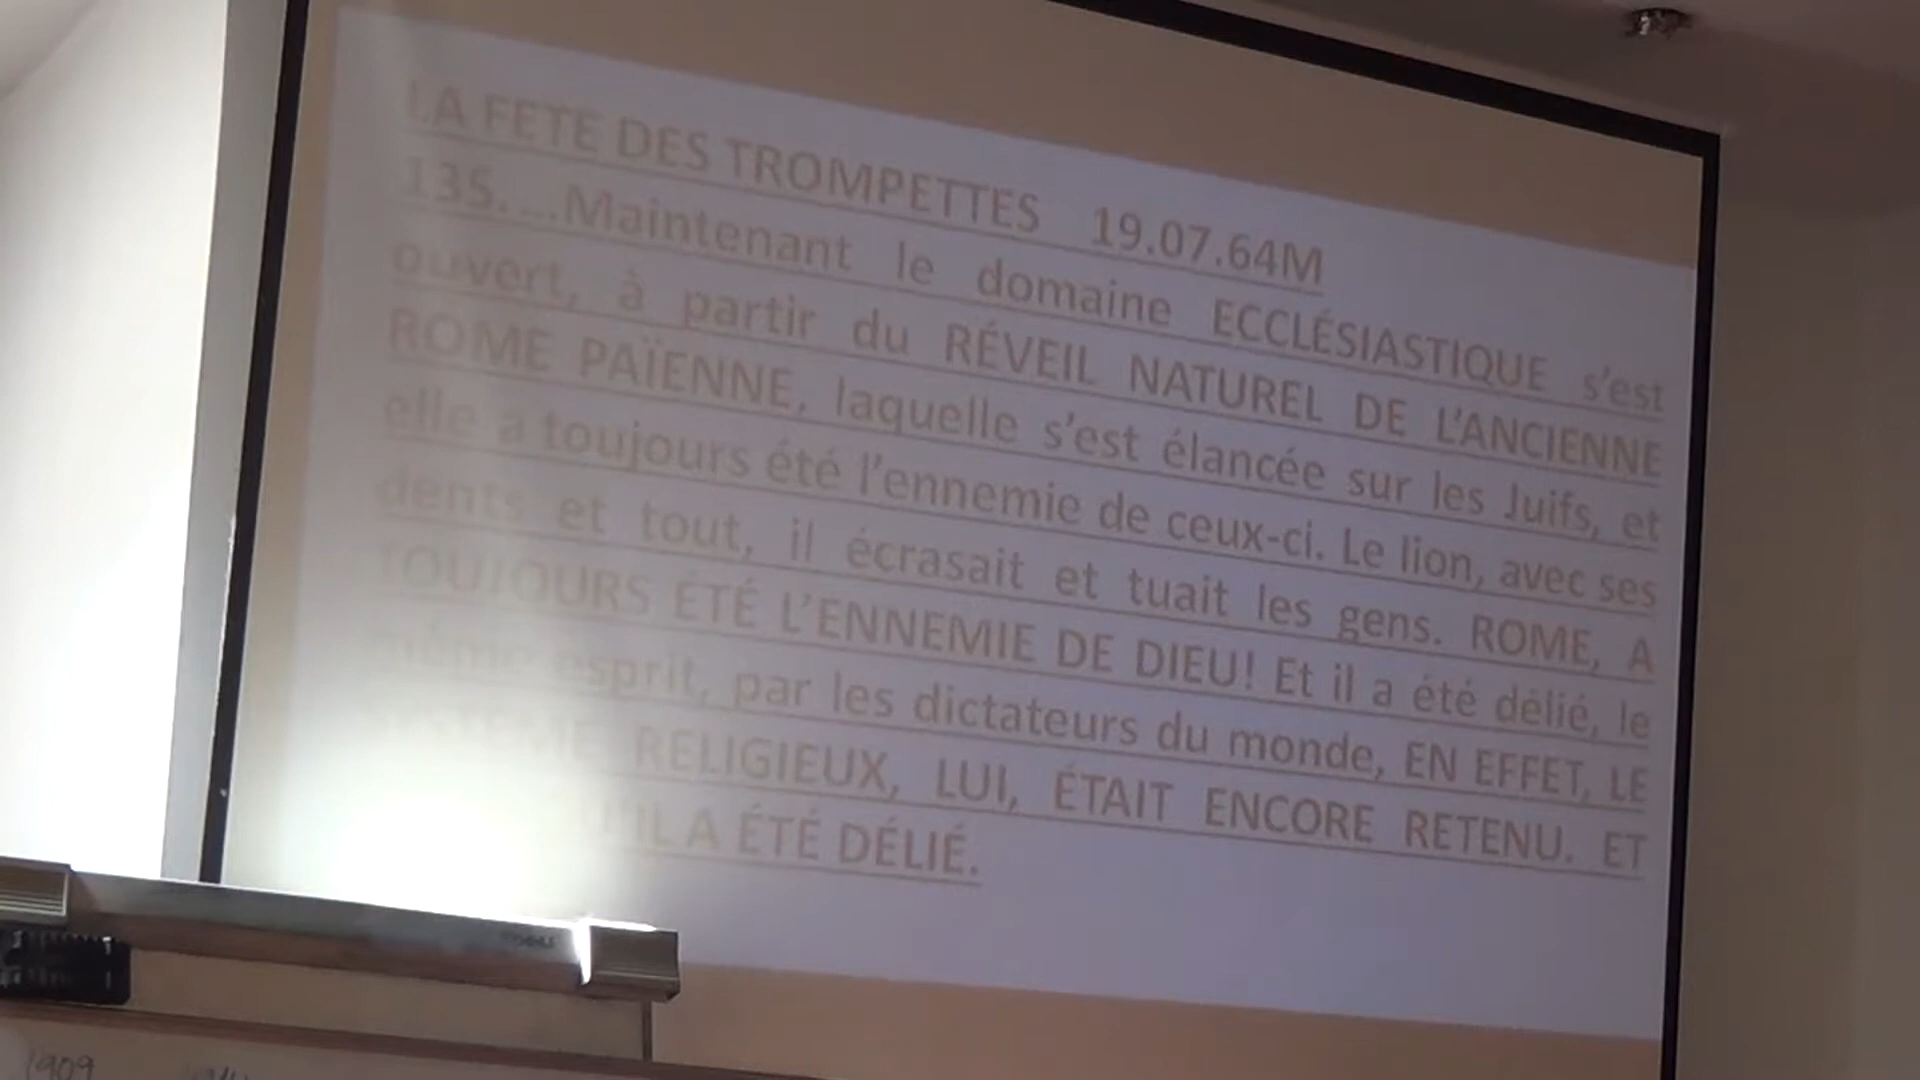 LA FETE DES TROMPETTES 19.07.64M
135....Maintenant le domaine ECCLÉSIASTIQUE s'est
ouvert, à partir du RÉVEIL NATUREL DE L'ANCIENNE
ROME PAÏENNE, laquelle s'est élancée sur les Juifs, et
elle a toujours été l'ennemie de ceux-ci. Le lion, avec ses
dents et tout, il écrasait et tuait les gens. ROME, A
TOUJOURS ÉTÉ L'ENNEMIE DE DIEU! Et il a été délié, le
même esprit, par les dictateurs du monde, EN EFFET, LE
SYSTÈME RELIGIEUX, LUI, ÉTAIT ENCORE RETENU. ET
IL A ÉTÉ DÉLIÉ.
1909